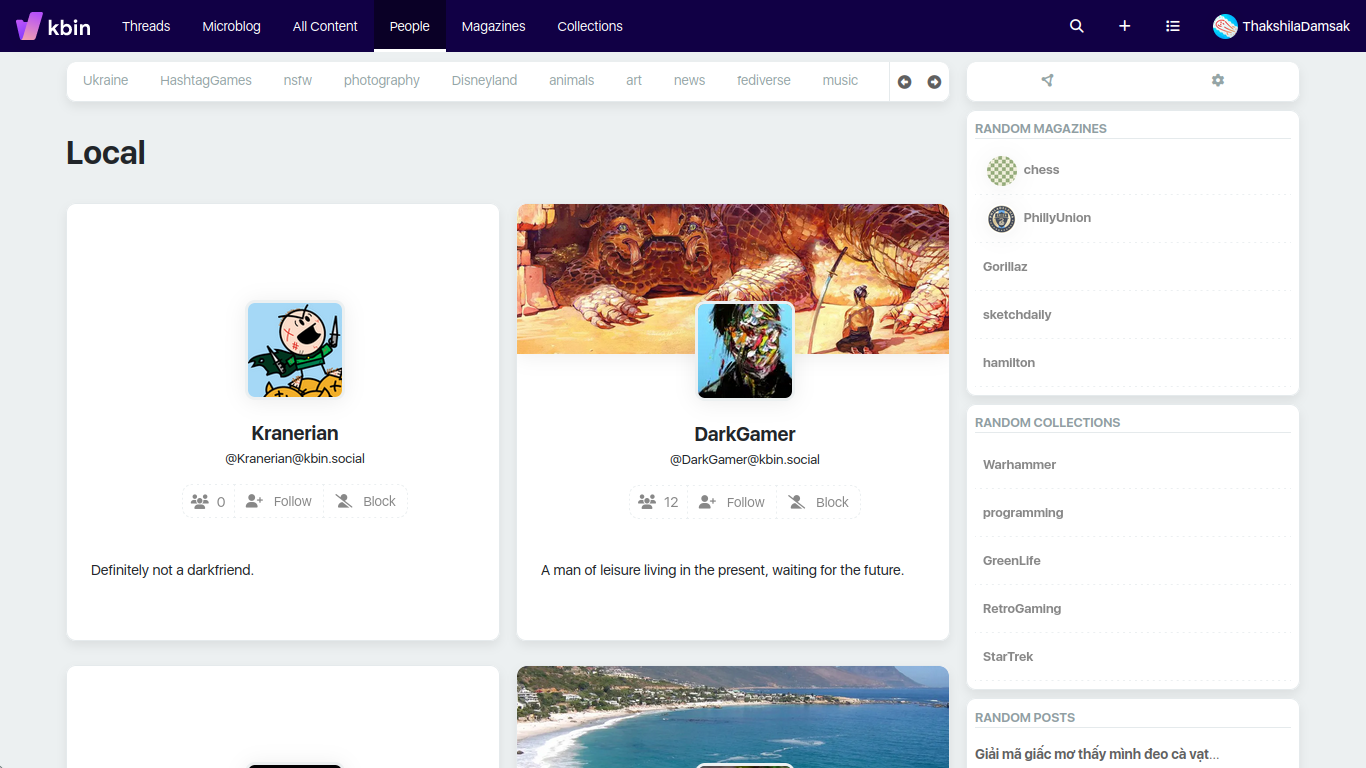 kbin Threads Microblog All Content People Magazines Collections ThakshilaDamsak
Ukraine HashtagGames nsfw photography Disneyland animals art news fediverse music
Local
Kranerian
@Kranerian@kbin.social
0 Follow Block
Definitely not a darkfriend.
DarkGamer
@DarkGamer@kbin.social
12 Follow Block
A man of leisure living in the present, waiting for the future.
RANDOM MAGAZINES
chess
PhillyUnion
Gorillaz
sketchdaily
hamilton
RANDOM COLLECTIONS
Warhammer
programming
GreenLife
RetroGaming
StarTrek
RANDOM POSTS
Giải mã giấc mơ thấy mình đeo cà vạt...